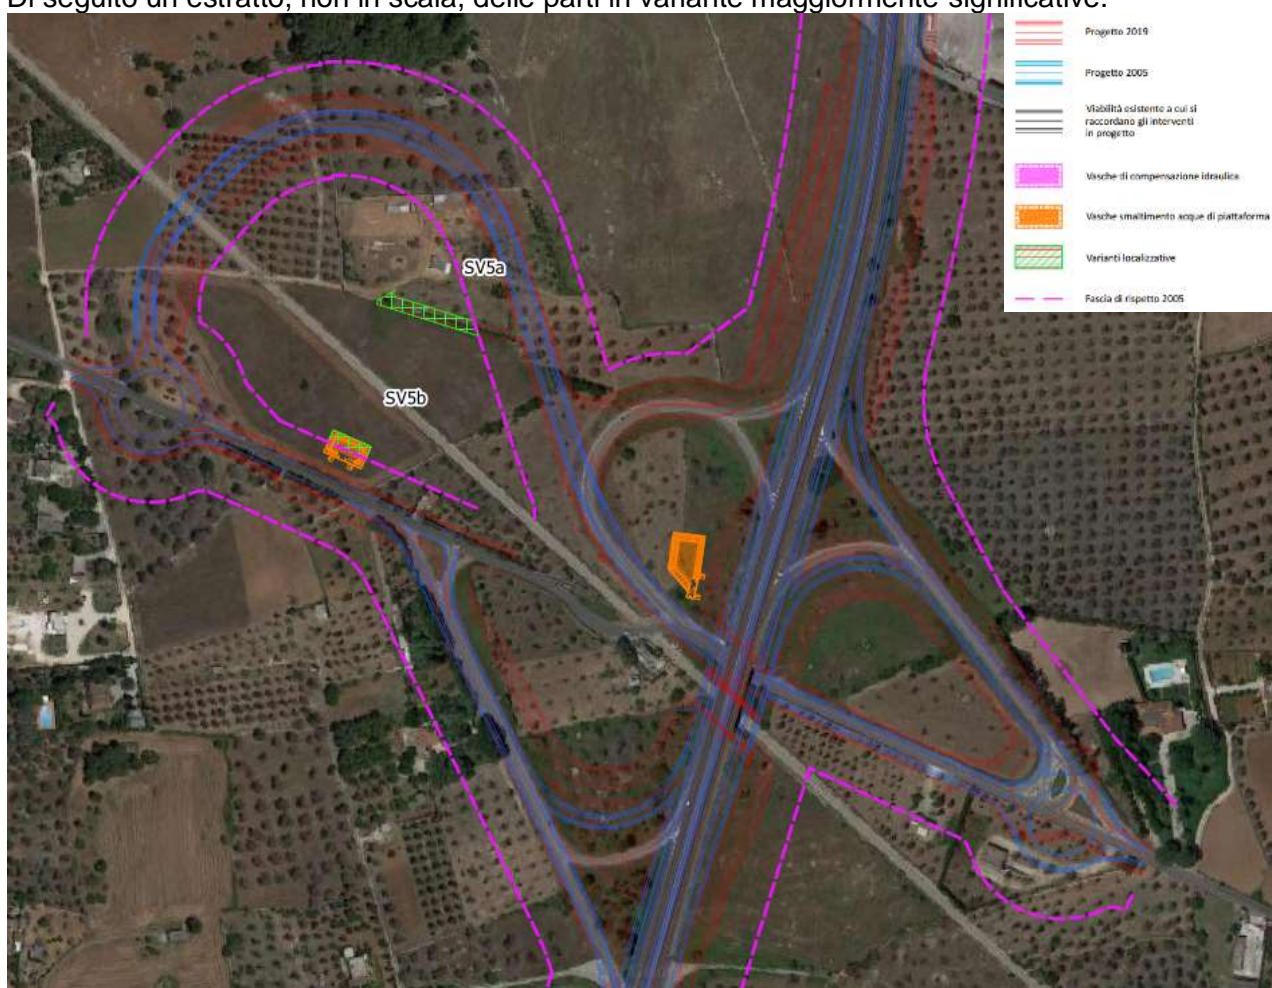 Di seguito un estratto, non in scala, delle parti in variante maggiormente significative.
Progetto 2019
Progetto 2005
Viabilità esistente a cui si
raccordano gli interventi
in progetto
Vasche di compensazione idraulica
Vasche smaltimento acque di piattaforma
Varianti localizzative
Fascia di rispetto 2005
SV5a
SV5b